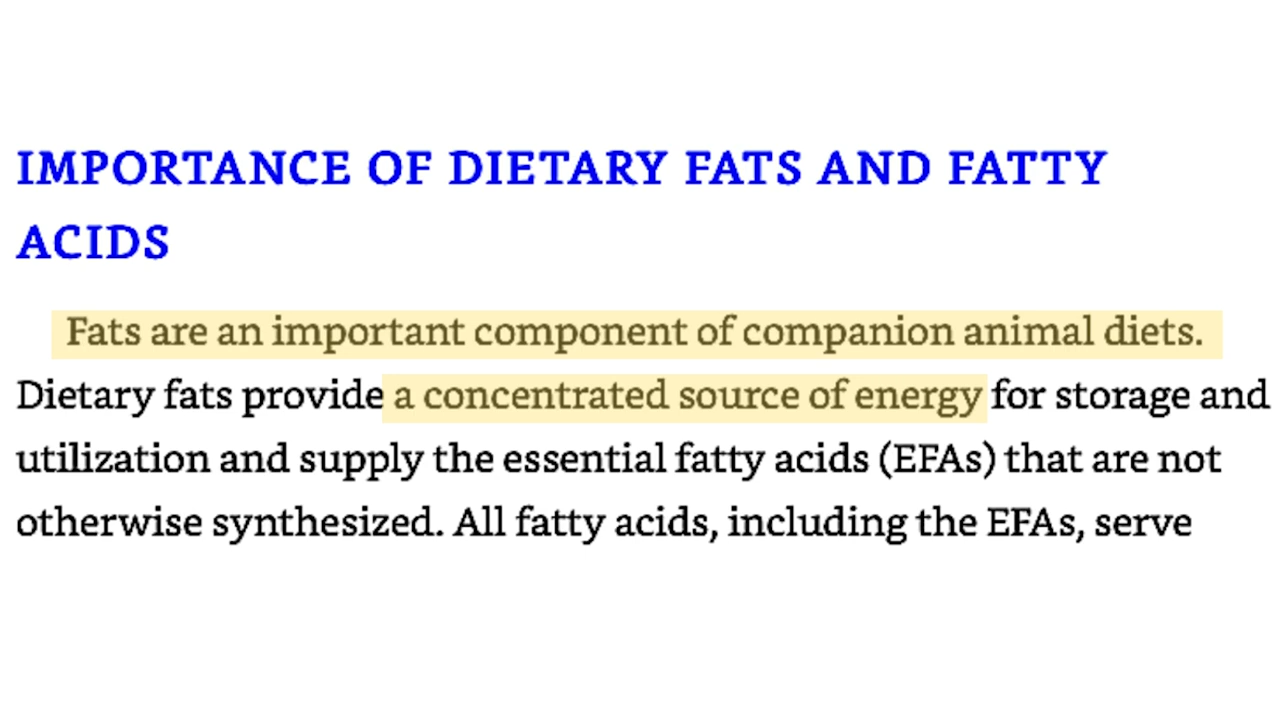 IMPORTANCE OF DIETARY FATS AND FATTY
ACIDS
Fats are an important component of companion animal diets.
Dietary fats provide a concentrated source of energy for storage and
utilization and supply the essential fatty acids (EFAs) that are not
otherwise synthesized. All fatty acids, including the EFAs, serve